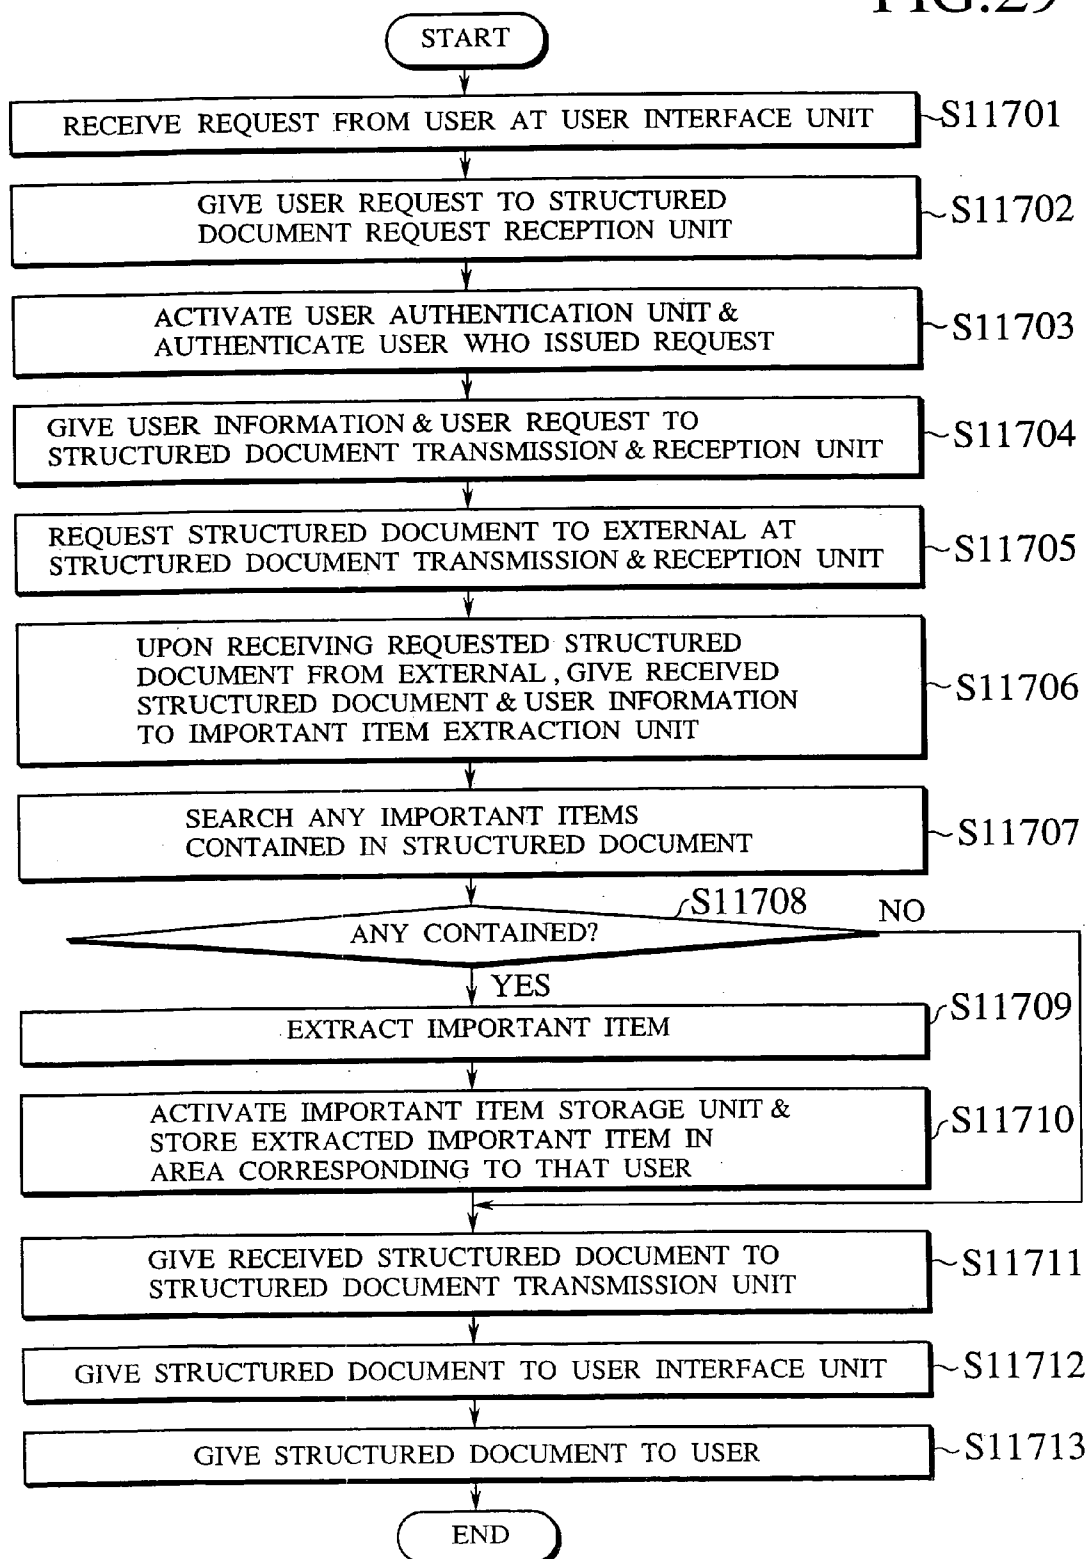 FIG.29
START
RECEIVE REQUEST FROM USER AT USER INTERFACE UNIT
S11701
GIVE USER REQUEST TO STRUCTURED
DOCUMENT REQUEST RECEPTION UNIT
S11702
ACTIVATE USER AUTHENTICATION UNIT &
AUTHENTICATE USER WHO ISSUED REQUEST
S11703
GIVE USER INFORMATION & USER REQUEST TO
STRUCTURED DOCUMENT TRANSMISSION & RECEPTION UNIT
S11704
REQUEST STRUCTURED DOCUMENT TO EXTERNAL AT
STRUCTURED DOCUMENT TRANSMISSION & RECEPTION UNIT
S11705
UPON RECEIVING REQUESTED STRUCTURED
DOCUMENT FROM EXTERNAL, GIVE RECEIVED
STRUCTURED DOCUMENT & USER INFORMATION
TO IMPORTANT ITEM EXTRACTION UNIT
S11706
SEARCH ANY IMPORTANT ITEMS
CONTAINED IN STRUCTURED DOCUMENT
S11707
S11708
ANY CONTAINED?
NO
YES
EXTRACT IMPORTANT ITEM
S11709
ACTIVATE IMPORTANT ITEM STORAGE UNIT &
STORE EXTRACTED IMPORTANT ITEM IN
AREA CORRESPONDING TO THAT USER
S11710
GIVE RECEIVED STRUCTURED DOCUMENT TO
STRUCTURED DOCUMENT TRANSMISSION UNIT
S11711
GIVE STRUCTURED DOCUMENT TO USER INTERFACE UNIT
S11712
GIVE STRUCTURED DOCUMENT TO USER
S11713
END